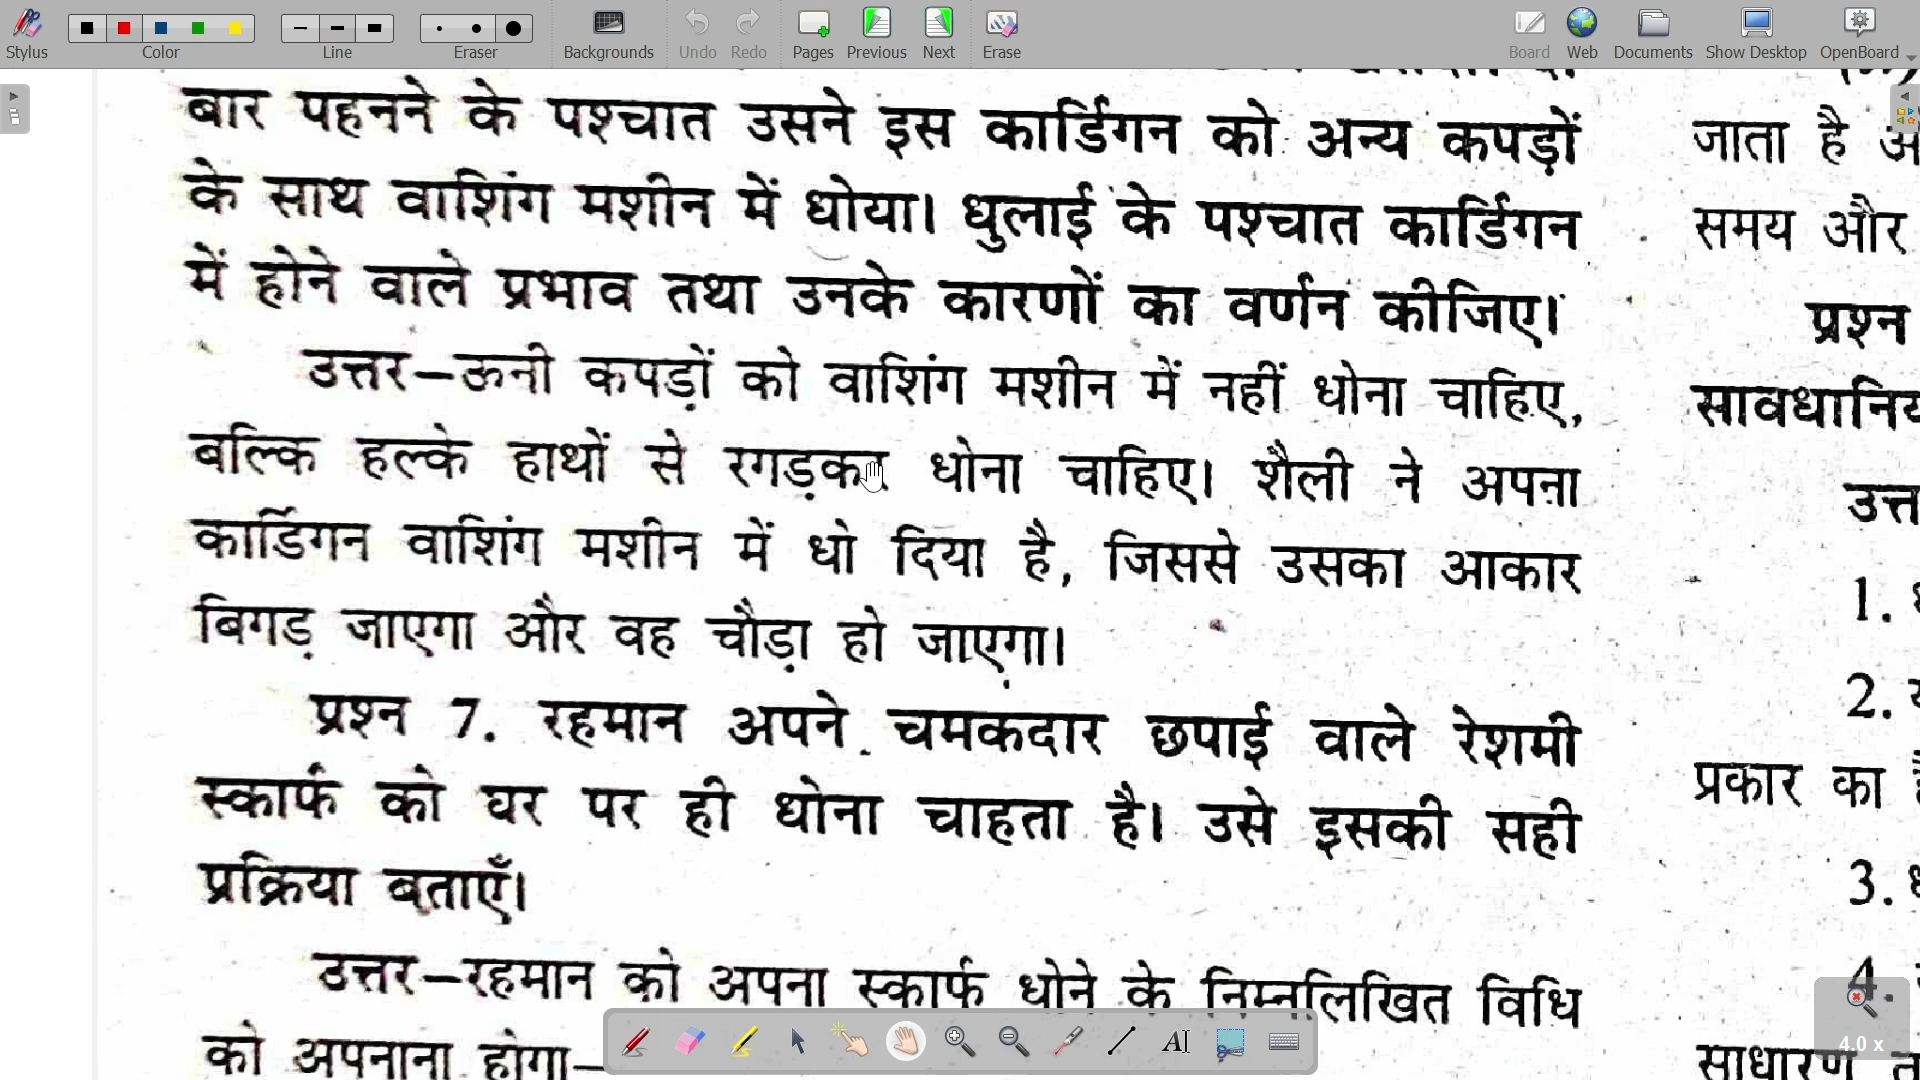 Stylus
Color
Line
Eraser
Backgrounds
Undo
Redo
Pages
Previous
Next
Erase
Board
Web
Documents
Show Desktop
OpenBoard
बार पहनने के पश्चात उसने इस कार्डिगन को अन्य कपड़ों
के साथ वाशिंग मशीन में धोया। धुलाई के पश्चात कार्डिगन
में होने वाले प्रभाव तथा उनके कारणों का वर्णन कीजिए।
उत्तर–ऊनी कपड़ों को वाशिंग मशीन में नहीं धोना चाहिए,
बल्कि हल्के हाथों से रगड़कर धोना चाहिए। शैली ने अपना
कार्डिगन वाशिंग मशीन में धो दिया है, जिससे उसका आकार
बिगड़ जाएगा और वह चौड़ा हो जाएगा।
प्रश्न 7. रहमान अपने चमकदार छपाई वाले रेशमी
स्कार्फ को घर पर ही धोना चाहता है। उसे इसकी सही
प्रक्रिया बताएँ।
उत्तर–रहमान को अपना स्कार्फ धोने के निम्नलिखित विधि
को अपनाना होगा–
जाता है
समय और
प्रश्न
1.
2.
प्रकार का
3.
4.
साधारण
4.0 x